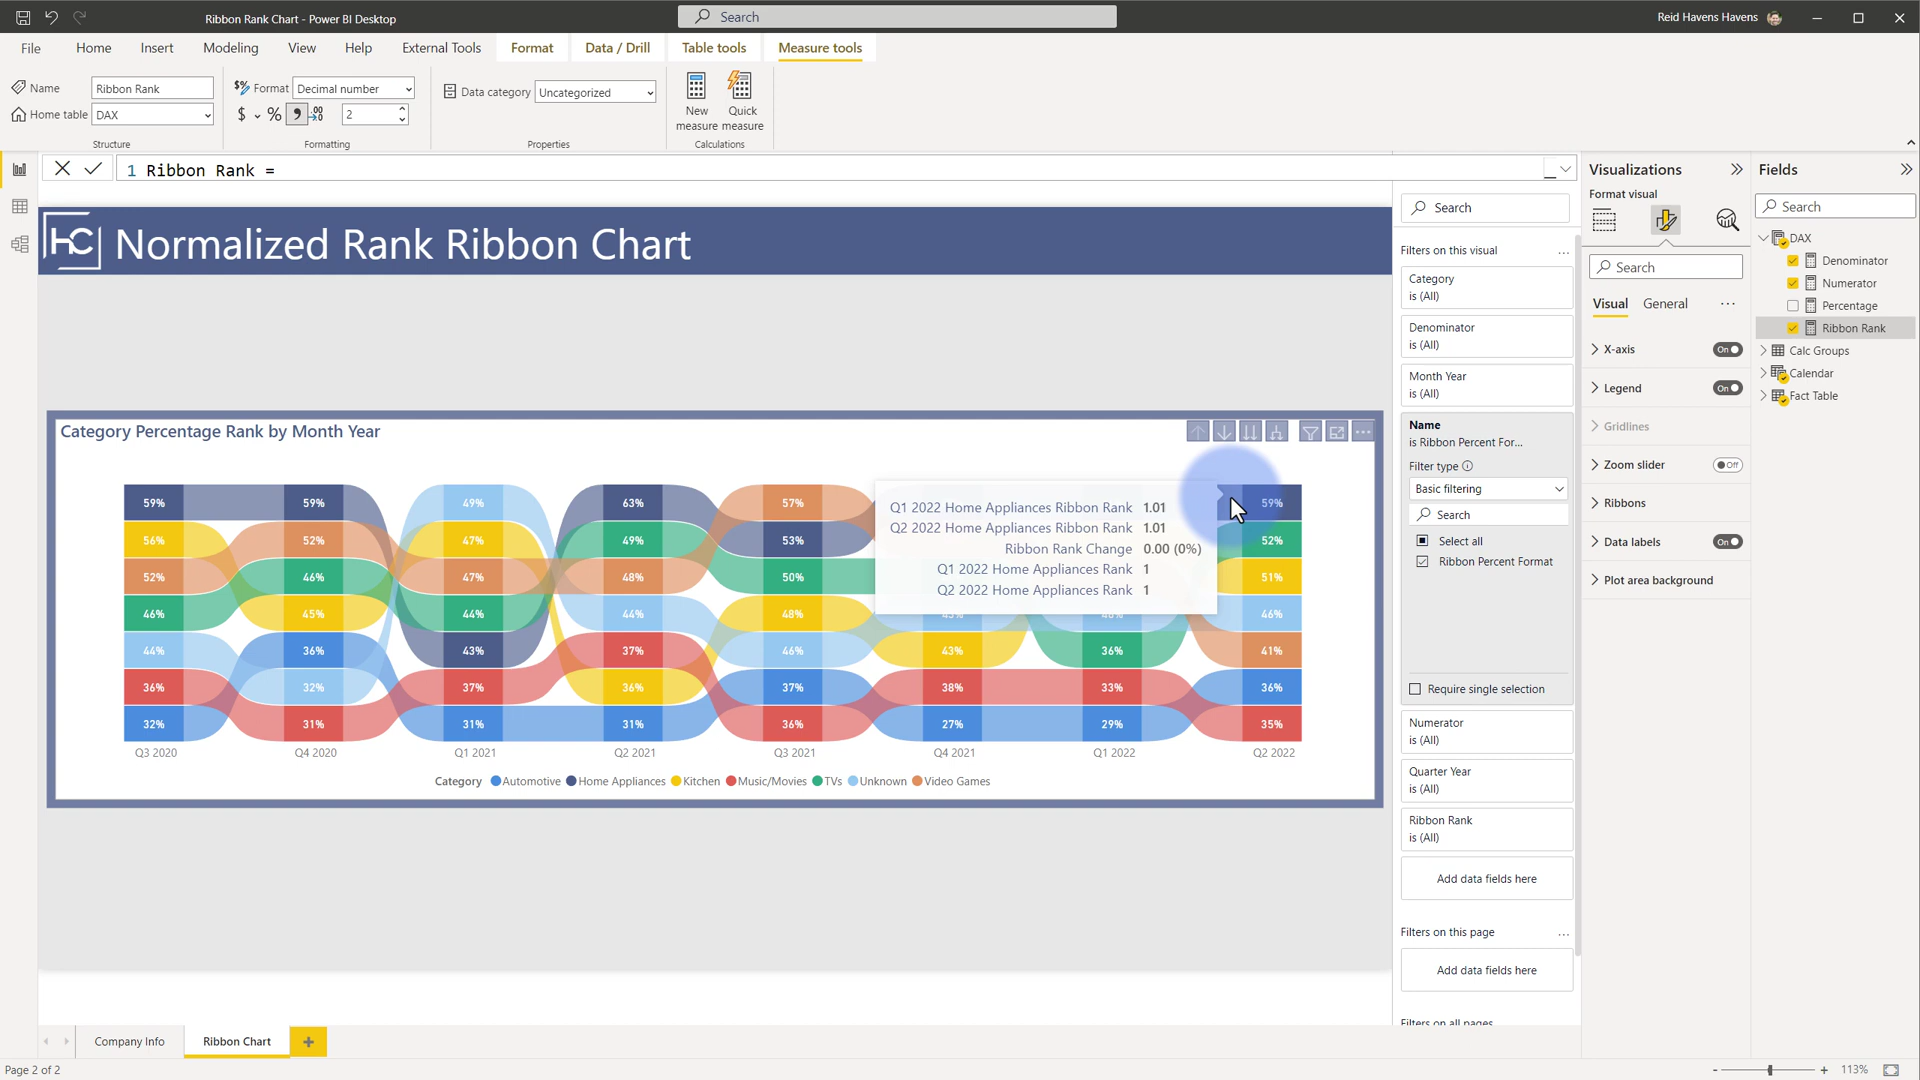 Ribbon Rank Chart - Power BI Desktop
Search
Reid Havens Havens
File Home Insert Modeling View Help External Tools Format Data / Drill Table tools Measure tools
Name Ribbon Rank
Home table DAX
Structure
$% Format Decimal number
$ % 9 .00 2
Formatting
Data category Uncategorized
Properties
New measure
Quick measure
Calculations
1 Ribbon Rank =
HC Normalized Rank Ribbon Chart
Category Percentage Rank by Month Year
59% 59% 49% 63% 57% 59%
56% 52% 47% 49% 53% 52%
52% 46% 47% 48% 50% 51%
46% 45% 44% 44% 48% 46%
44% 36% 43% 37% 46% 43% 36% 41%
36% 32% 37% 36% 37% 38% 33% 36%
32% 31% 31% 31% 36% 27% 29% 35%
Q1 2022 Home Appliances Ribbon Rank 1.01
Q2 2022 Home Appliances Ribbon Rank 1.01
Ribbon Rank Change 0.00 (0%)
Q1 2022 Home Appliances Rank 1
Q2 2022 Home Appliances Rank 1
Q3 2020 Q4 2020 Q1 2021 Q2 2021 Q3 2021 Q4 2021 Q1 2022 Q2 2022
Category Automotive Home Appliances Kitchen Music/Movies TVs Unknown Video Games
Search
Filters on this visual
Category
is (All)
Denominator
is (All)
Month Year
is (All)
Name
is Ribbon Percent For...
Filter type
Basic filtering
Search
Select all
Ribbon Percent Format
Require single selection
Numerator
is (All)
Quarter Year
is (All)
Ribbon Rank
is (All)
Add data fields here
Filters on this page
Add data fields here
Filters on all pages
Visualizations
Format visual
Search
Visual General
X-axis On
Legend On
Gridlines
Zoom slider Off
Ribbons
Data labels On
Plot area background
Fields
Search
DAX
Denominator
Numerator
Percentage
Ribbon Rank
Calc Groups
Calendar
Fact Table
Company Info Ribbon Chart +
Page 2 of 2
- + 113%